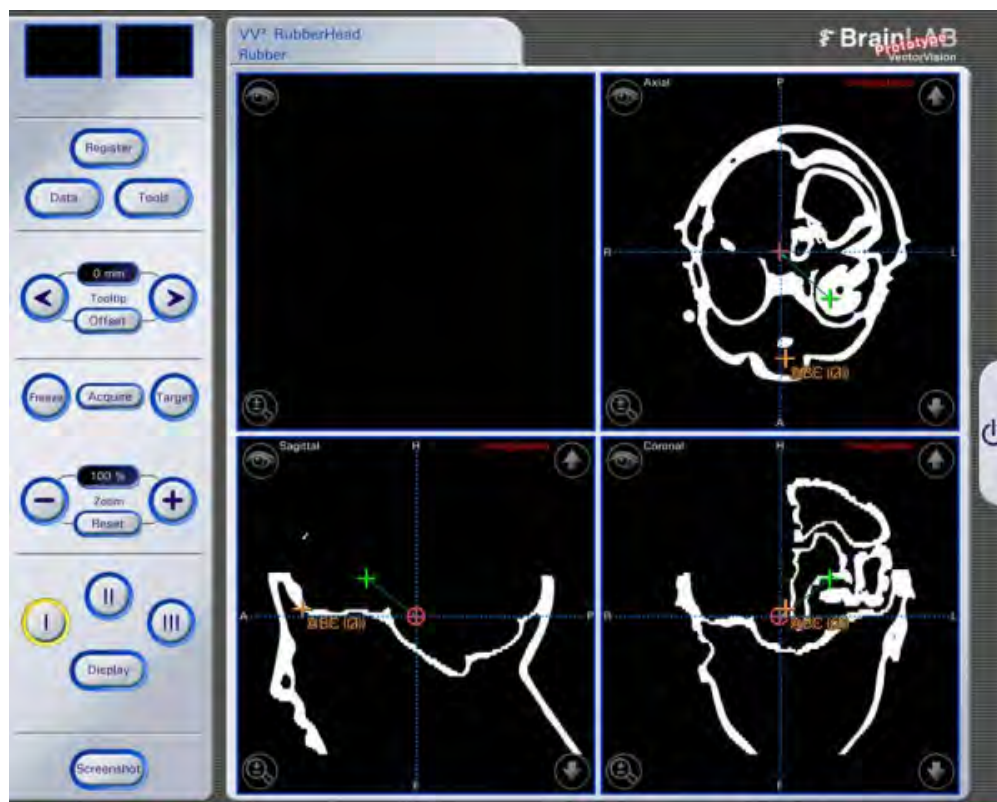 VV² RubberHead
Rubber
BrainLAB
Prototype
VectorVision
Register
Data
Tools
0 mm
Tooltip
Offset
Freeze
Acquire
Target
100 %
Zoom
Reset
I
II
III
Display
Screenshot
Axial
P
R
L
A
Sagittal
H
A
P
F
Coronal
H
R
L